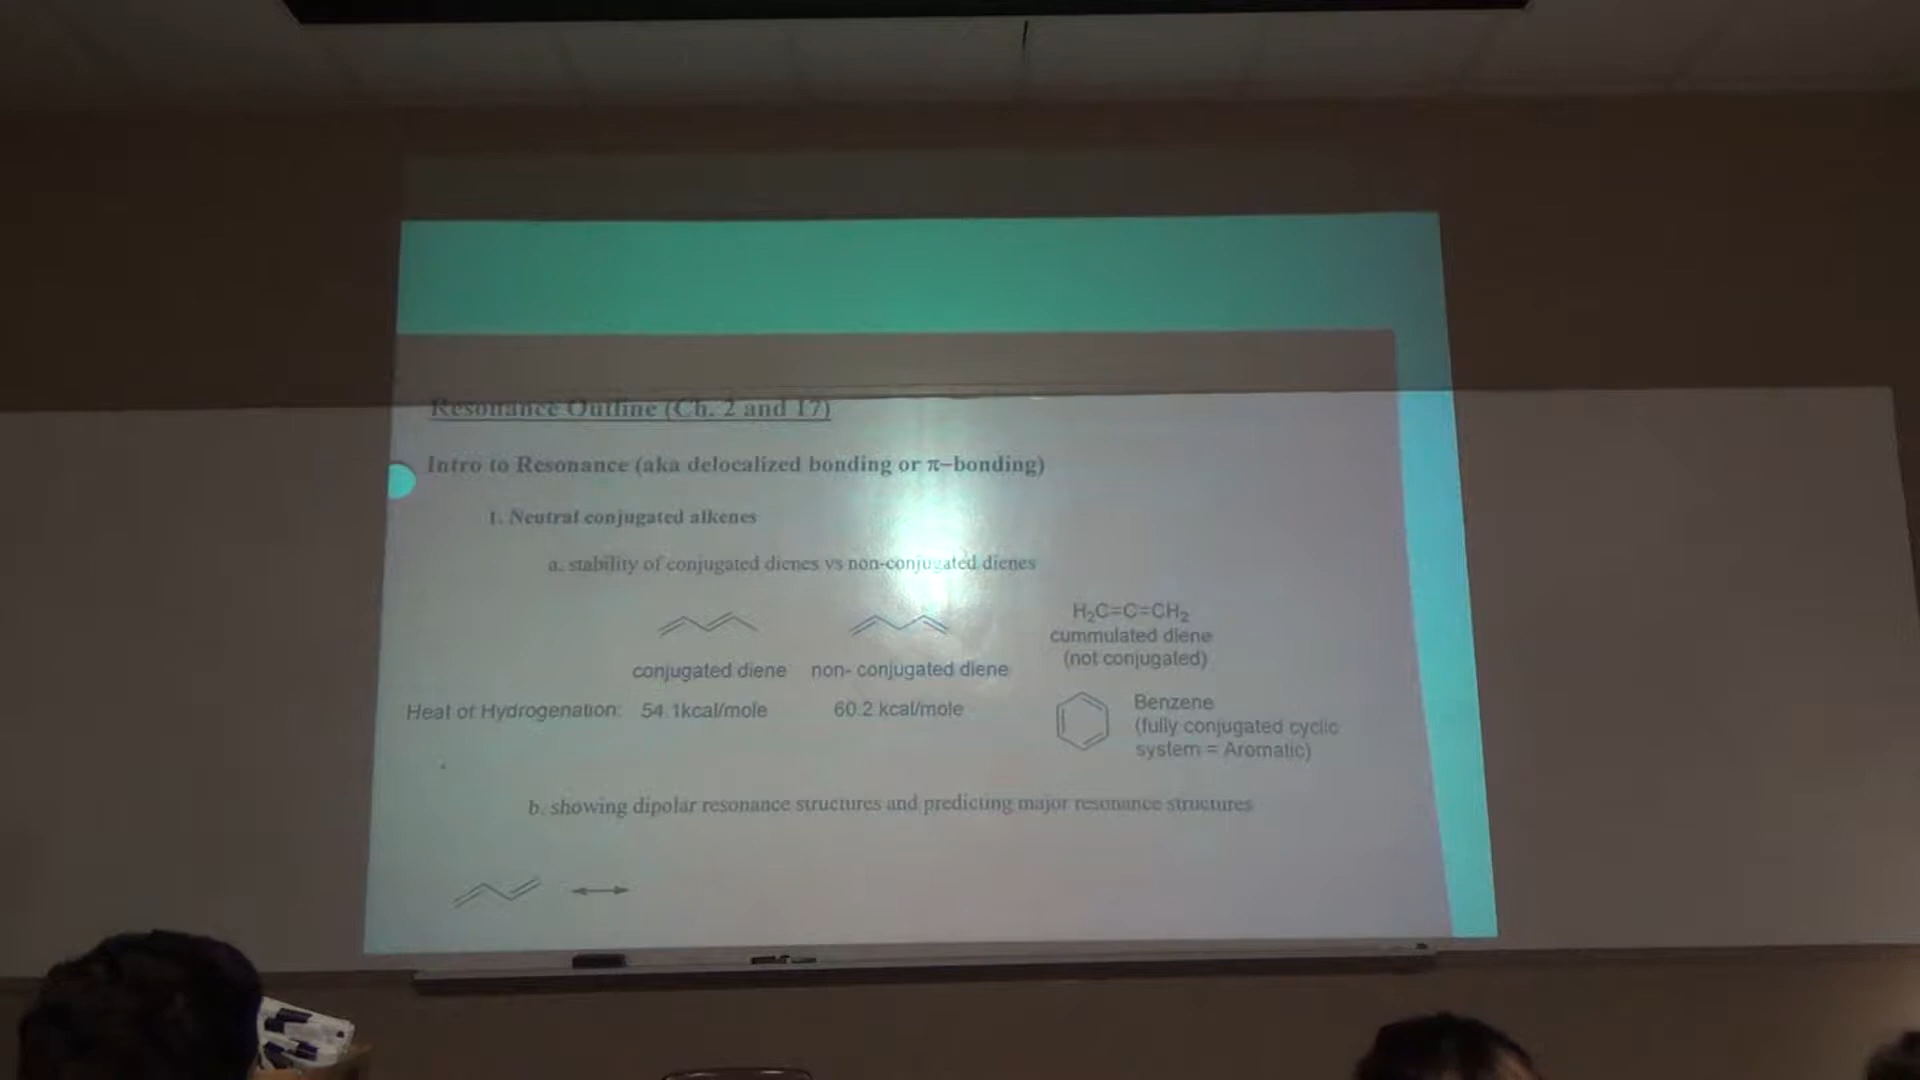 Resonance Outline (Ch. 2 and 17)
Intro to Resonance (aka delocalized bonding or π–bonding)
1. Neutral conjugated alkenes
a. stability of conjugated dienes vs non-conjugated dienes
H₂C=C=CH₂
cummulated diene
(not conjugated)
conjugated diene non- conjugated diene
Heat of Hydrogenation: 54.1kcal/mole 60.2 kcal/mole
Benzene
(fully conjugated cyclic
system = Aromatic)
b. showing dipolar resonance structures and predicting major resonance structures